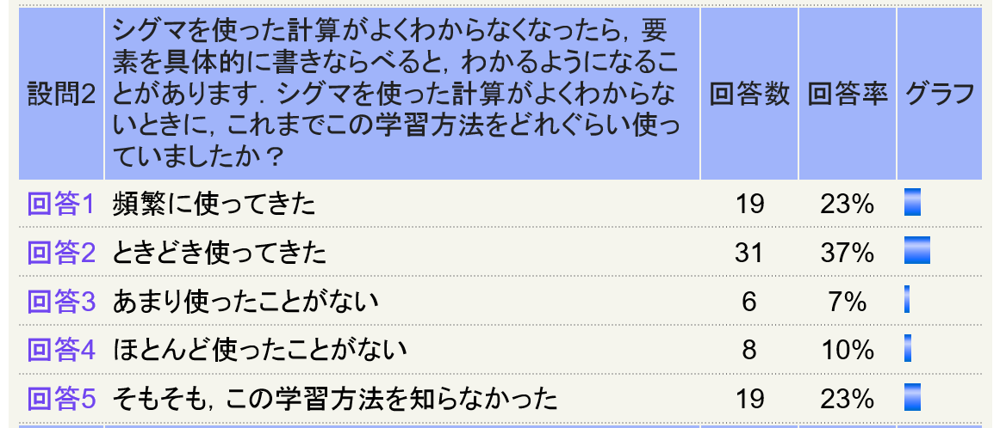 シグマを使った計算がよくわからなくなったら，要
素を具体的に書きならべると，わかるようになるこ
設問2 とがあります．シグマを使った計算がよくわからな 回答数 回答率 グラフ
いときに，これまでこの学習方法をどれぐらい使っ
ていましたか？
回答1 頻繁に使ってきた 19 23%
回答2 ときどき使ってきた 31 37%
回答3 あまり使ったことがない 6 7%
回答4 ほとんど使ったことがない 8 10%
回答5 そもそも，この学習方法を知らなかった 19 23%